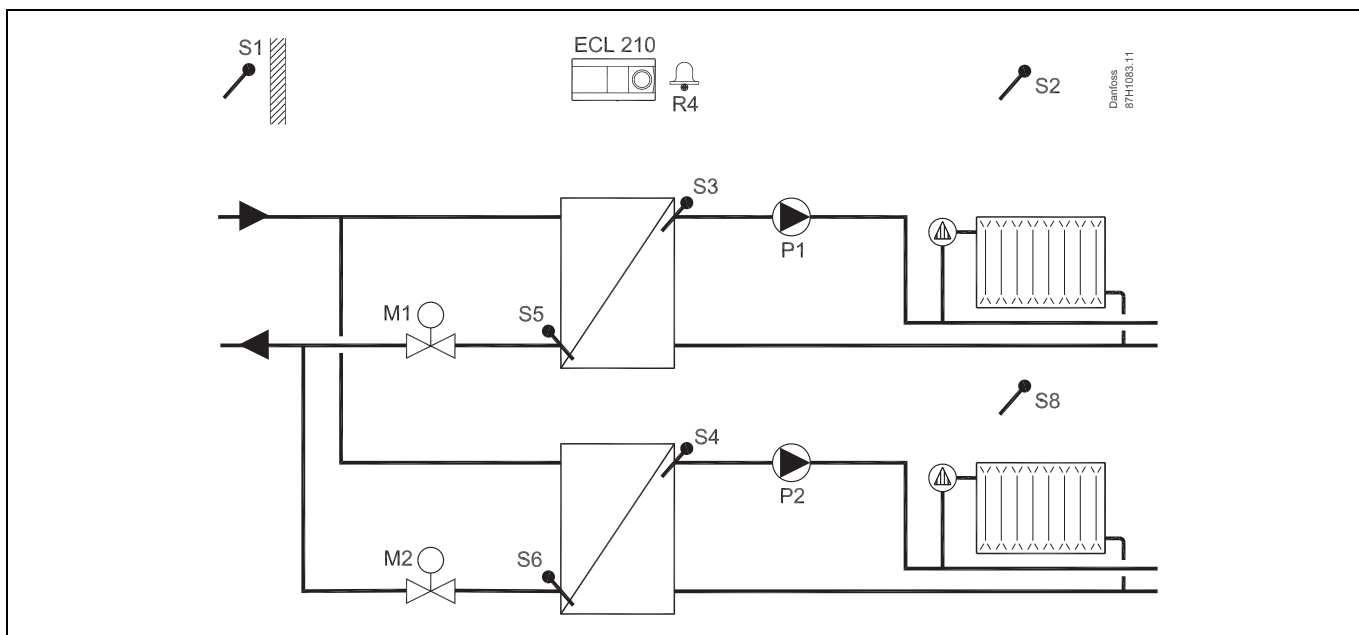 S1
ECL 210
R4
S2
Danfoss
87H1083.11
S3
P1
M1
S5
S8
S4
P2
M2
S6